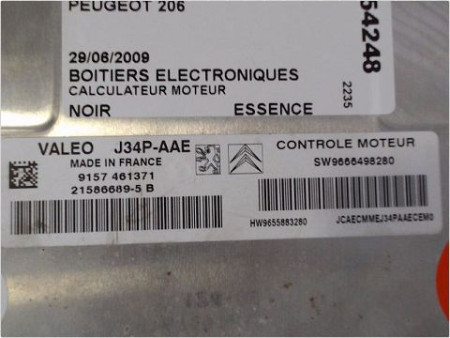 PEUGEOT 206
29/06/2009
BOITIERS ELECTRONIQUES
CALCULATEUR MOTEUR
NOIR ESSENCE
54248
2235
VALEO J34P-AAE
MADE IN FRANCE
9157 461371
21586689-5 B
CONTROLE MOTEUR
SW9666498280
HW9655883280
JCAECMMEJ34PAAECEM0